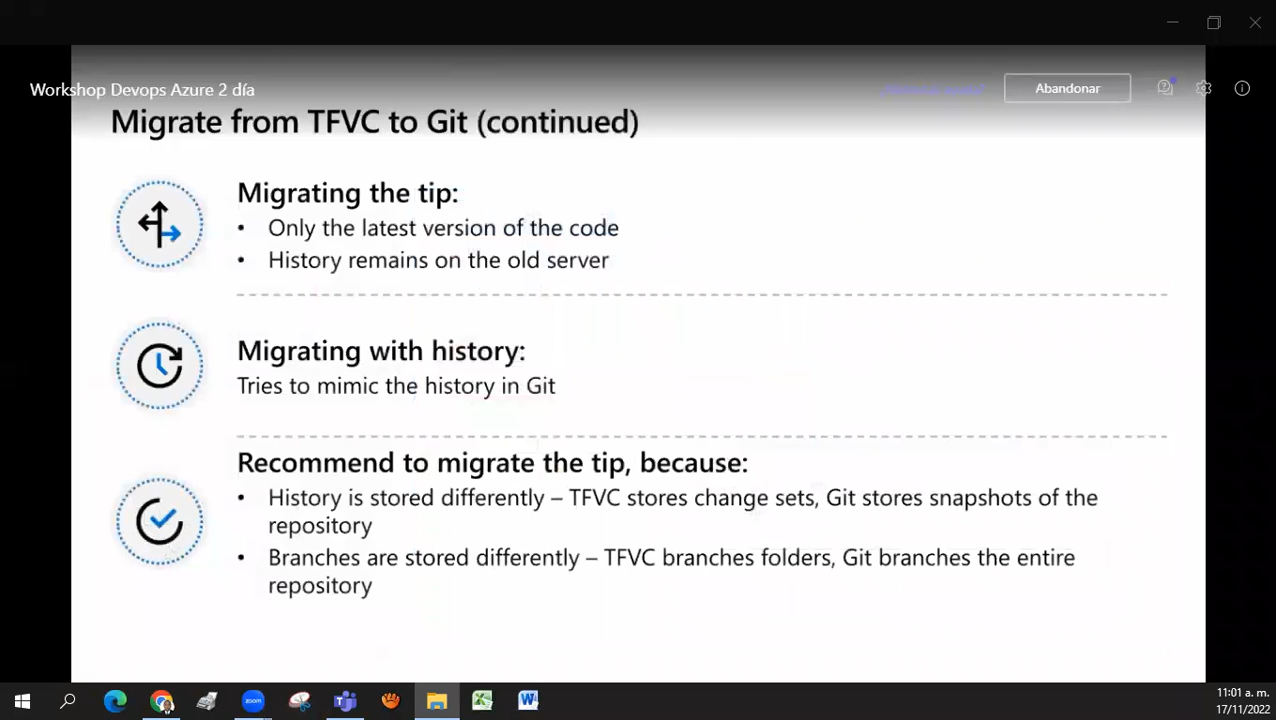 Workshop Devops Azure 2 día
Abandonar
Migrate from TFVC to Git (continued)
Migrating the tip:
• Only the latest version of the code
• History remains on the old server
Migrating with history:
Tries to mimic the history in Git
Recommend to migrate the tip, because:
• History is stored differently – TFVC stores change sets, Git stores snapshots of the
repository
• Branches are stored differently – TFVC branches folders, Git branches the entire
repository
zoom
11:01 a. m.
17/11/2022